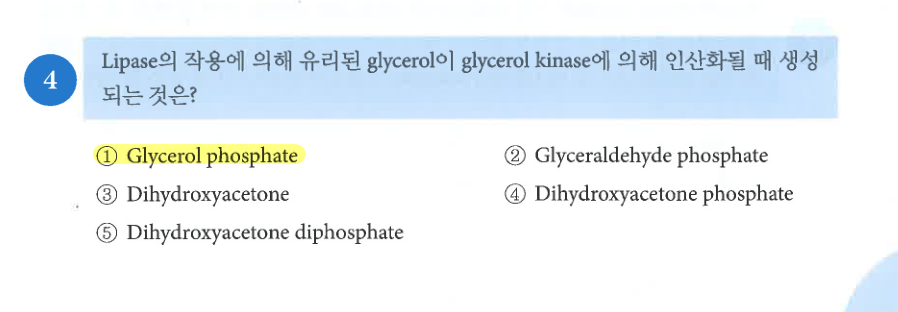 4
Lipase의 작용에 의해 유리된 glycerol이 glycerol kinase에 의해 인산화될 때 생성
되는 것은?
① Glycerol phosphate
② Glyceraldehyde phosphate
③ Dihydroxyacetone
④ Dihydroxyacetone phosphate
⑤ Dihydroxyacetone diphosphate